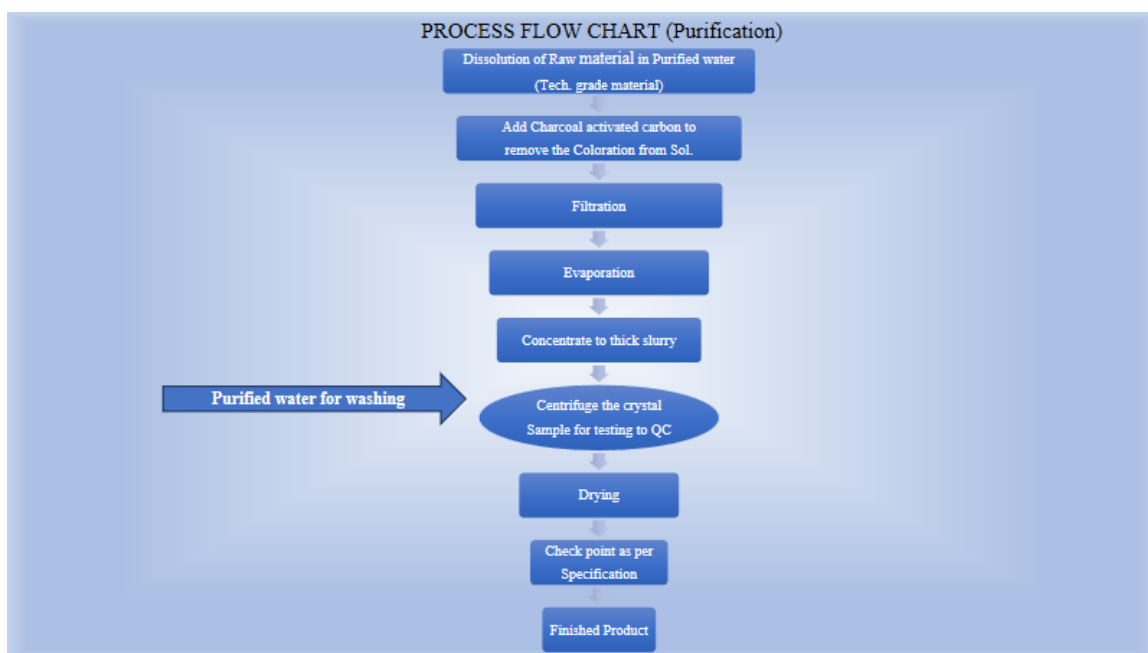 PROCESS FLOW CHART (Purification)
Dissolution of Raw material in Purified water
(Tech. grade material)
Add Charcoal activated carbon to
remove the Coloration from Sol.
Filtration
Evaporation
Concentrate to thick slurry
Purified water for washing
Centrifuge the crystal
Sample for testing to QC
Drying
Check point as per
Specification
Finished Product